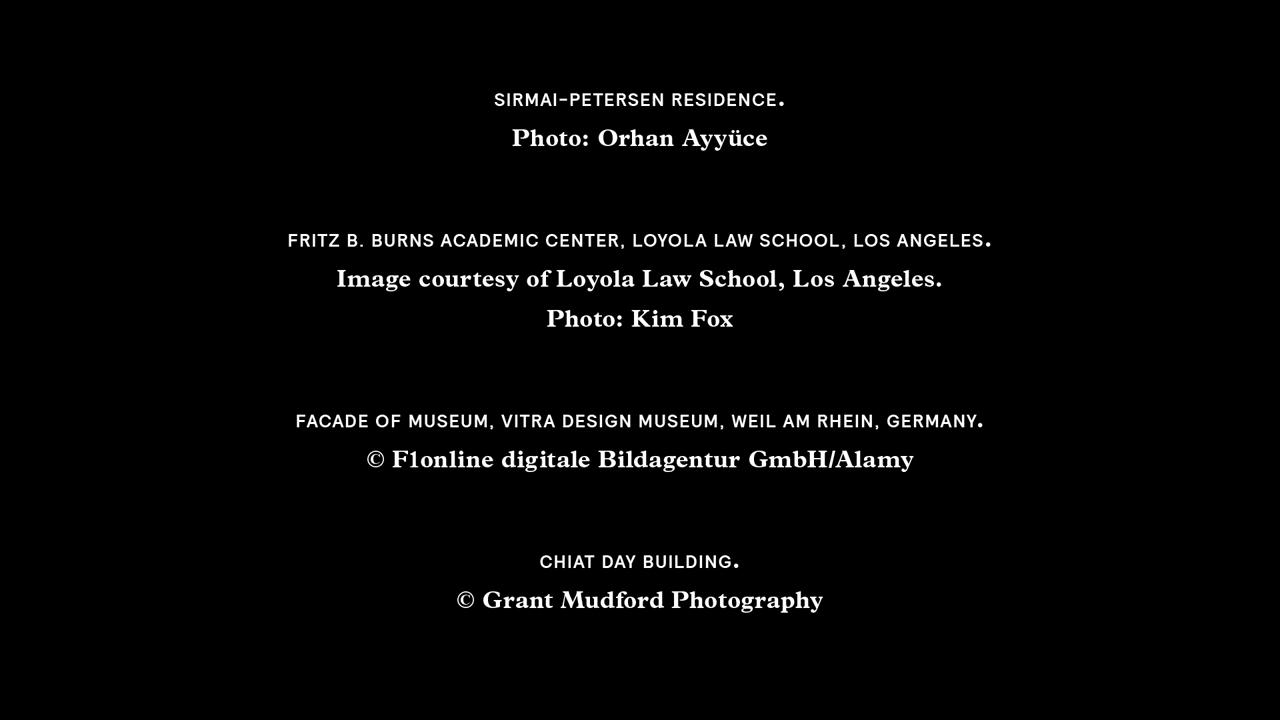 SIRMAI-PETERSEN RESIDENCE.
Photo: Orhan Ayyüce
FRITZ B. BURNS ACADEMIC CENTER, LOYOLA LAW SCHOOL, LOS ANGELES.
Image courtesy of Loyola Law School, Los Angeles.
Photo: Kim Fox
FACADE OF MUSEUM, VITRA DESIGN MUSEUM, WEIL AM RHEIN, GERMANY.
© F1online digitale Bildagentur GmbH/Alamy
CHIAT DAY BUILDING.
© Grant Mudford Photography